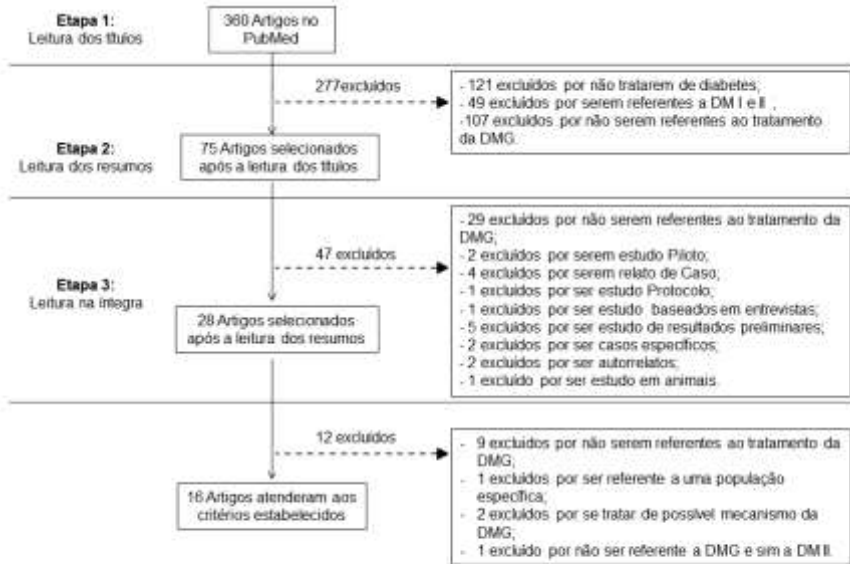 Etapa 1:
Leitura dos títulos
360 Artigos no
PubMed
277excluídos
- 121 excluídos por não tratarem de diabetes;
- 49 excluídos por serem referentes a DM I e II ,
-107 excluídos por não serem referentes ao tratamento
da DMG.
Etapa 2:
Leitura dos resumos
75 Artigos selecionados
após a leitura dos títulos
47 excluídos
- 29 excluídos por não serem referentes ao tratamento da
DMG;
- 2 excluídos por serem estudo Piloto;
- 4 excluídos por serem relato de Caso;
- 1 excluídos por ser estudo Protocolo;
- 1 excluídos por ser estudo baseados em entrevistas;
- 5 excluídos por ser estudo de resultados preliminares;
- 2 excluídos por ser casos específicos;
- 2 excluídos por ser autorrelatos;
- 1 excluído por ser estudo em animais.
Etapa 3:
Leitura na íntegra
28 Artigos selecionados
após a leitura dos resumos
12 excluídos
- 9 excluídos por não serem referentes ao tratamento da
DMG;
- 1 excluídos por ser referente a uma população
específica;
- 2 excluídos por se tratar de possível mecanismo da
DMG;
- 1 excluído por não ser referente a DMG e sim a DM II.
16 Artigos atenderam aos
critérios estabelecidos